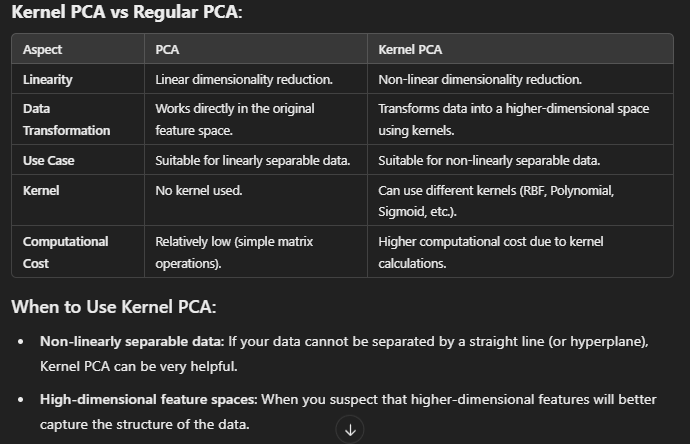 Kernel PCA vs Regular PCA:
Aspect PCA Kernel PCA
Linearity Linear dimensionality reduction. Non-linear dimensionality reduction.
Data Works directly in the original Transforms data into a higher-dimensional space
Transformation feature space. using kernels.
Use Case Suitable for linearly separable data. Suitable for non-linearly separable data.
Kernel No kernel used. Can use different kernels (RBF, Polynomial,
Sigmoid, etc.).
Computational Relatively low (simple matrix Higher computational cost due to kernel
Cost operations). calculations.
When to Use Kernel PCA:
• Non-linearly separable data: If your data cannot be separated by a straight line (or hyperplane),
Kernel PCA can be very helpful.
• High-dimensional feature spaces: When you suspect that higher-dimensional features will better
capture the structure of the data.